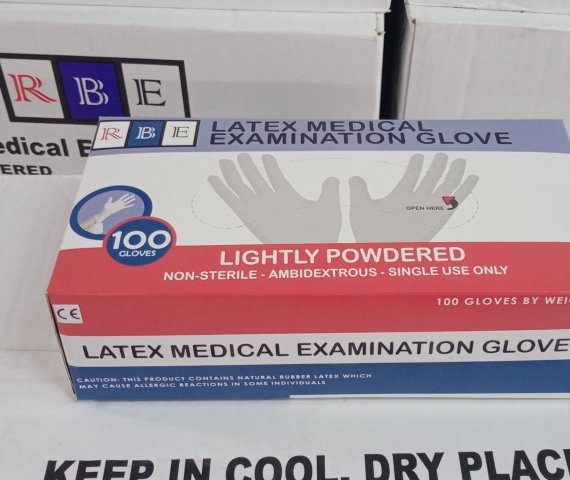 R B E
edical E
ERED
R B E LATEX MEDICAL
EXAMINATION GLOVE
OPEN HERE
100
GLOVES
LIGHTLY POWDERED
NON-STERILE - AMBIDEXTROUS - SINGLE USE ONLY
100 GLOVES BY WEI
CE
LATEX MEDICAL EXAMINATION GLOVE
CAUTION: THIS PRODUCT CONTAINS NATURAL RUBBER LATEX WHICH
MAY CAUSE ALLERGIC REACTIONS IN SOME INDIVIDUALS
KEEP IN COOL, DRY PLAC